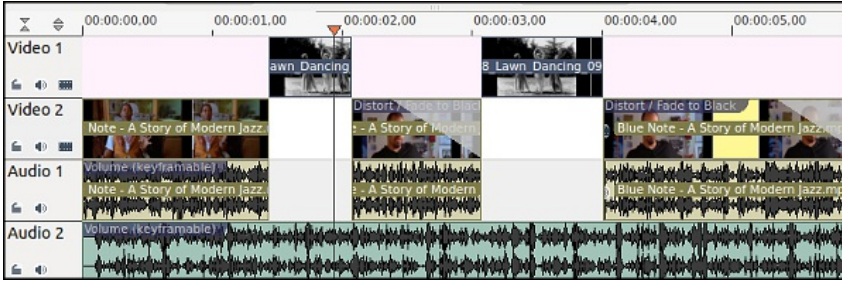 00:00:00,00 00:00:01,00 00:00:02,00 00:00:03,00 00:00:04,00 00:00:05,00
Video 1
awn_Dancing
8_Lawn_Dancing_09
Video 2
Distort / Fade to Black
Distort / Fade to Black
Note - A Story of Modern Jazz.
e - A Story of Modern
Blue Note - A Story of Modern Jazz.mp
Audio 1
Volume (keyframable)
Note - A Story of Modern Jazz.
e - A Story of Modern
Blue Note - A Story of Modern Jazz.mp
Audio 2
Volume (keyframable)